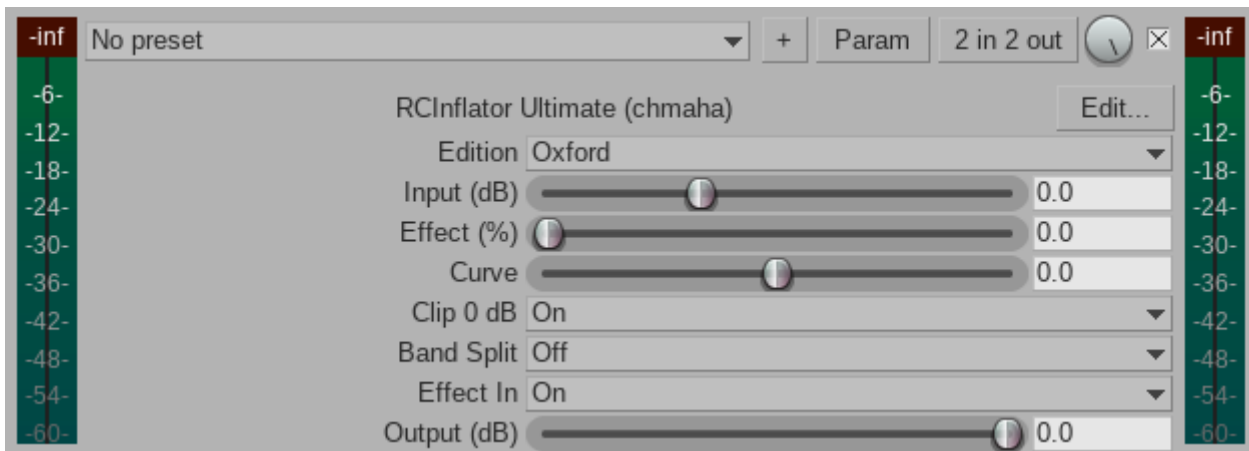 -inf No preset + Param 2 in 2 out -inf
RCInflator Ultimate (chmaha) Edit...
Edition Oxford
Input (dB) 0.0
Effect (%) 0.0
Curve 0.0
Clip 0 dB On
Band Split Off
Effect In On
Output (dB) 0.0
-6-
-12-
-18-
-24-
-30-
-36-
-42-
-48-
-54-
-60-
-6-
-12-
-18-
-24-
-30-
-36-
-42-
-48-
-54-
-60-